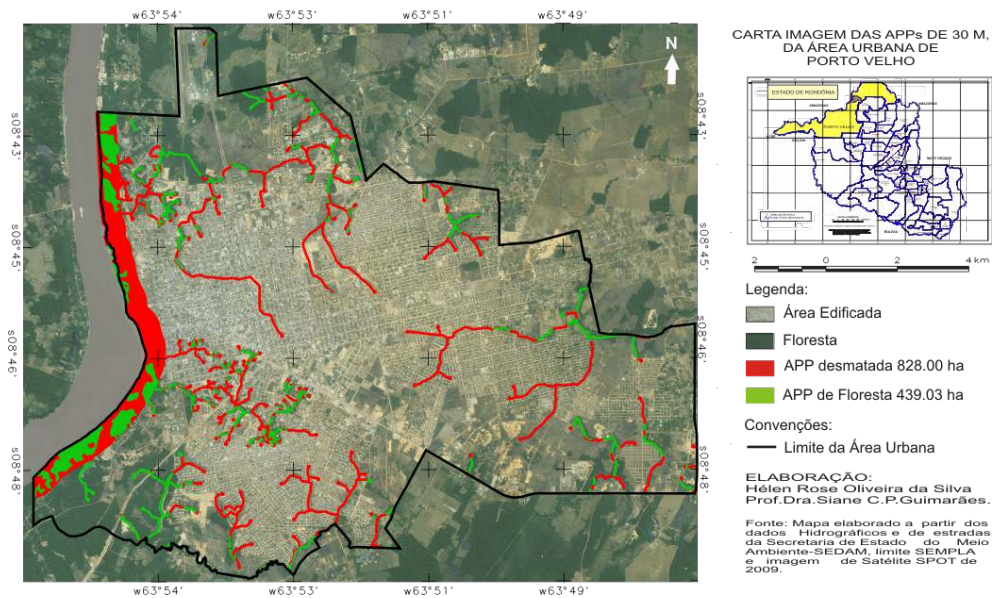 w63°54' w63°53' w63°51' w63°49'
N
s08°43'
s08°45'
s08°46'
s08°48'
s08°43'
s08°45'
s08°46'
s08°48'
w63°54' w63°53' w63°51' w63°49'
CARTA IMAGEM DAS APPs DE 30 M,
DA ÁREA URBANA DE
PORTO VELHO
ESTADO DE RONDÔNIA
PORTO VELHO
BOLIVIA
2 0 2 4 km
Legenda:
Área Edificada
Floresta
APP desmatada 828.00 ha
APP de Floresta 439.03 ha
Convenções:
Limite da Área Urbana
ELABORAÇÃO:
Hélen Rose Oliveira da Silva
Prof.Dra.Siane C.P.Guimarães.
Fonte: Mapa elaborado a partir dos
dados Hidrográficos e de estradas
da Secretaria de Estado do Meio
Ambiente-SEDAM, limite SEMPLA
e imagem de Satélite SPOT de
2009.